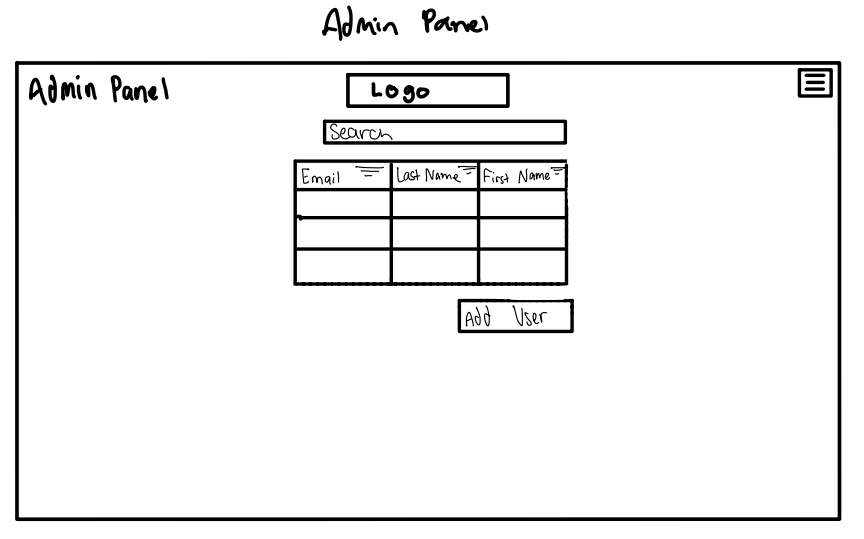 Admin Panel
Admin Panel
Logo
Search
Email Last Name First Name
Add User